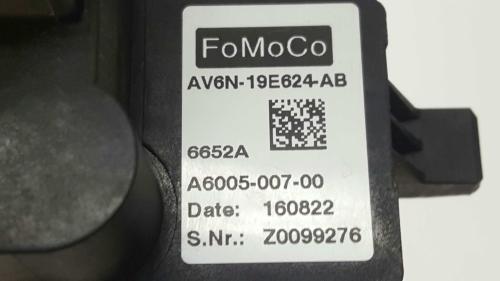 FoMoCo
AV6N-19E624-AB
6652A
A6005-007-00
Date: 160822
S.Nr.: Z0099276